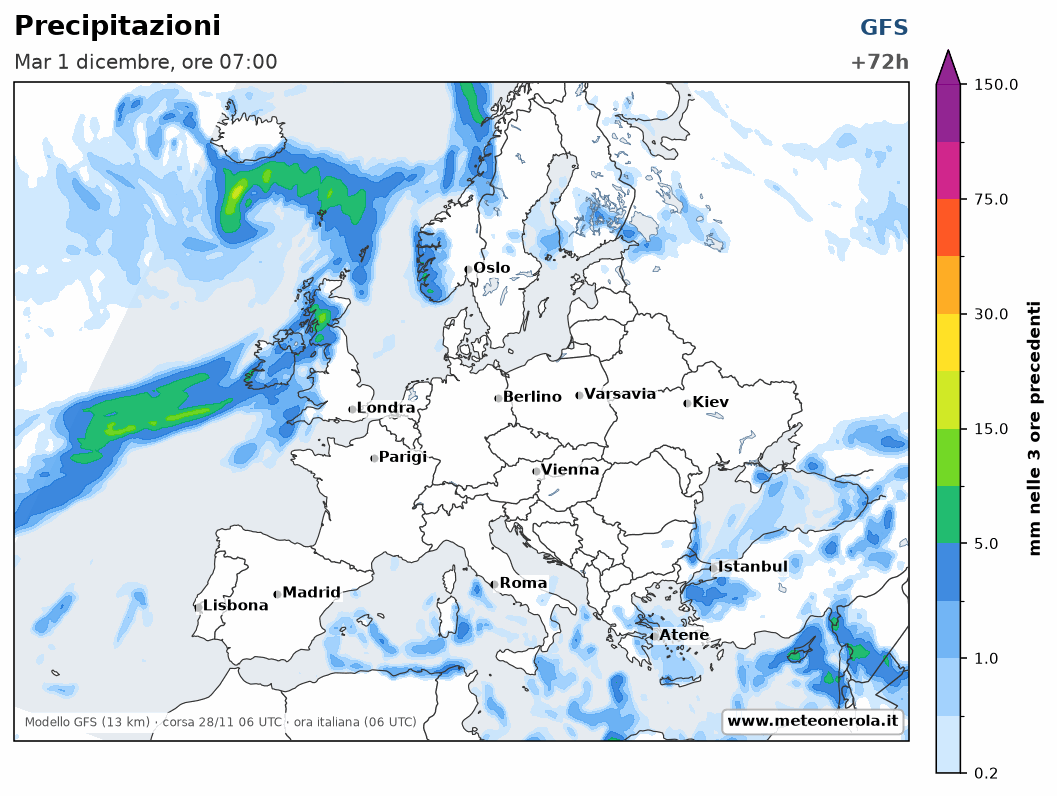 Precipitazioni
GFS
Mar 1 dicembre, ore 07:00
+72h
150.0
75.0
30.0
15.0
5.0
1.0
0.2
mm nelle 3 ore precedenti
Oslo
Berlino
Varsavia
Kiev
Londra
Parigi
Vienna
Istanbul
Roma
Madrid
Lisbona
Atene
Modello GFS (13 km) · corsa 28/11 06 UTC · ora italiana (06 UTC)
www.meteonerola.it